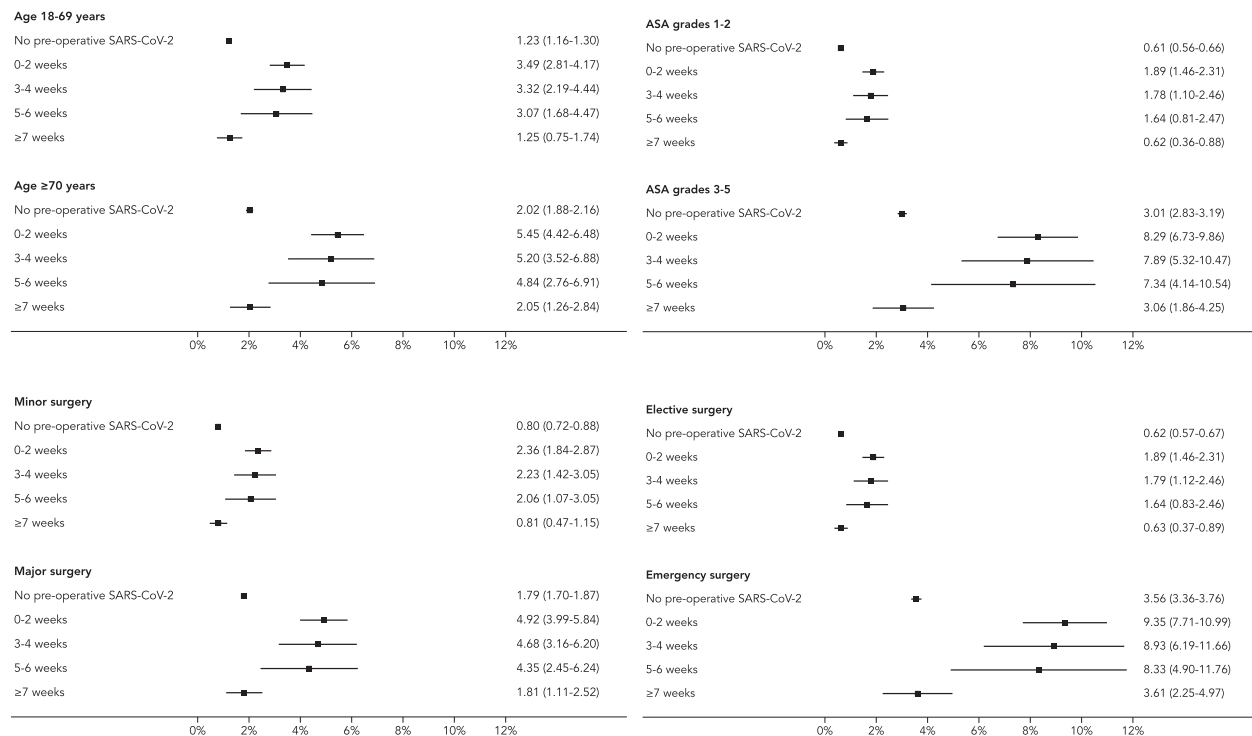 Age 18-69 years
No pre-operative SARS-CoV-2 1.23 (1.16-1.30)
0-2 weeks 3.49 (2.81-4.17)
3-4 weeks 3.32 (2.19-4.44)
5-6 weeks 3.07 (1.68-4.47)
≥7 weeks 1.25 (0.75-1.74)
Age ≥70 years
No pre-operative SARS-CoV-2 2.02 (1.88-2.16)
0-2 weeks 5.45 (4.42-6.48)
3-4 weeks 5.20 (3.52-6.88)
5-6 weeks 4.84 (2.76-6.91)
≥7 weeks 2.05 (1.26-2.84)
0% 2% 4% 6% 8% 10% 12%
ASA grades 1-2
No pre-operative SARS-CoV-2 0.61 (0.56-0.66)
0-2 weeks 1.89 (1.46-2.31)
3-4 weeks 1.78 (1.10-2.46)
5-6 weeks 1.64 (0.81-2.47)
≥7 weeks 0.62 (0.36-0.88)
ASA grades 3-5
No pre-operative SARS-CoV-2 3.01 (2.83-3.19)
0-2 weeks 8.29 (6.73-9.86)
3-4 weeks 7.89 (5.32-10.47)
5-6 weeks 7.34 (4.14-10.54)
≥7 weeks 3.06 (1.86-4.25)
0% 2% 4% 6% 8% 10% 12%
Minor surgery
No pre-operative SARS-CoV-2 0.80 (0.72-0.88)
0-2 weeks 2.36 (1.84-2.87)
3-4 weeks 2.23 (1.42-3.05)
5-6 weeks 2.06 (1.07-3.05)
≥7 weeks 0.81 (0.47-1.15)
Major surgery
No pre-operative SARS-CoV-2 1.79 (1.70-1.87)
0-2 weeks 4.92 (3.99-5.84)
3-4 weeks 4.68 (3.16-6.20)
5-6 weeks 4.35 (2.45-6.24)
≥7 weeks 1.81 (1.11-2.52)
0% 2% 4% 6% 8% 10% 12%
Elective surgery
No pre-operative SARS-CoV-2 0.62 (0.57-0.67)
0-2 weeks 1.89 (1.46-2.31)
3-4 weeks 1.79 (1.12-2.46)
5-6 weeks 1.64 (0.83-2.46)
≥7 weeks 0.63 (0.37-0.89)
Emergency surgery
No pre-operative SARS-CoV-2 3.56 (3.36-3.76)
0-2 weeks 9.35 (7.71-10.99)
3-4 weeks 8.93 (6.19-11.66)
5-6 weeks 8.33 (4.90-11.76)
≥7 weeks 3.61 (2.25-4.97)
0% 2% 4% 6% 8% 10% 12%